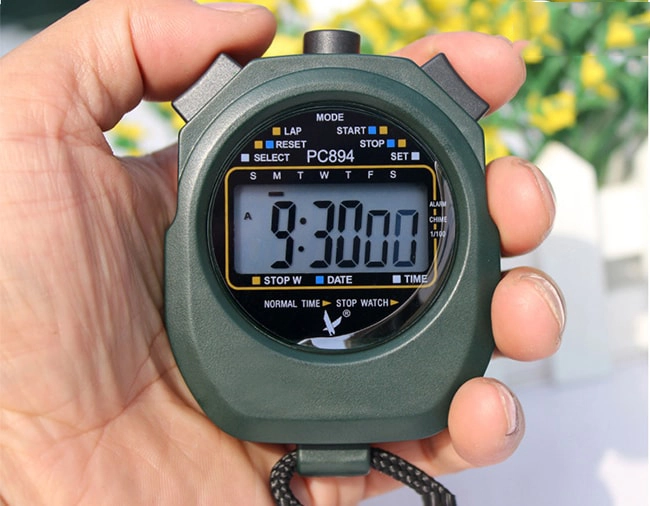 MODE
LAP START
RESET STOP
SELECT PC894 SET
S M T W T F S
A 9:30 00
ALARM
CHIME
1/100
STOP W DATE TIME
NORMAL TIME ► STOP WATCH ►
®